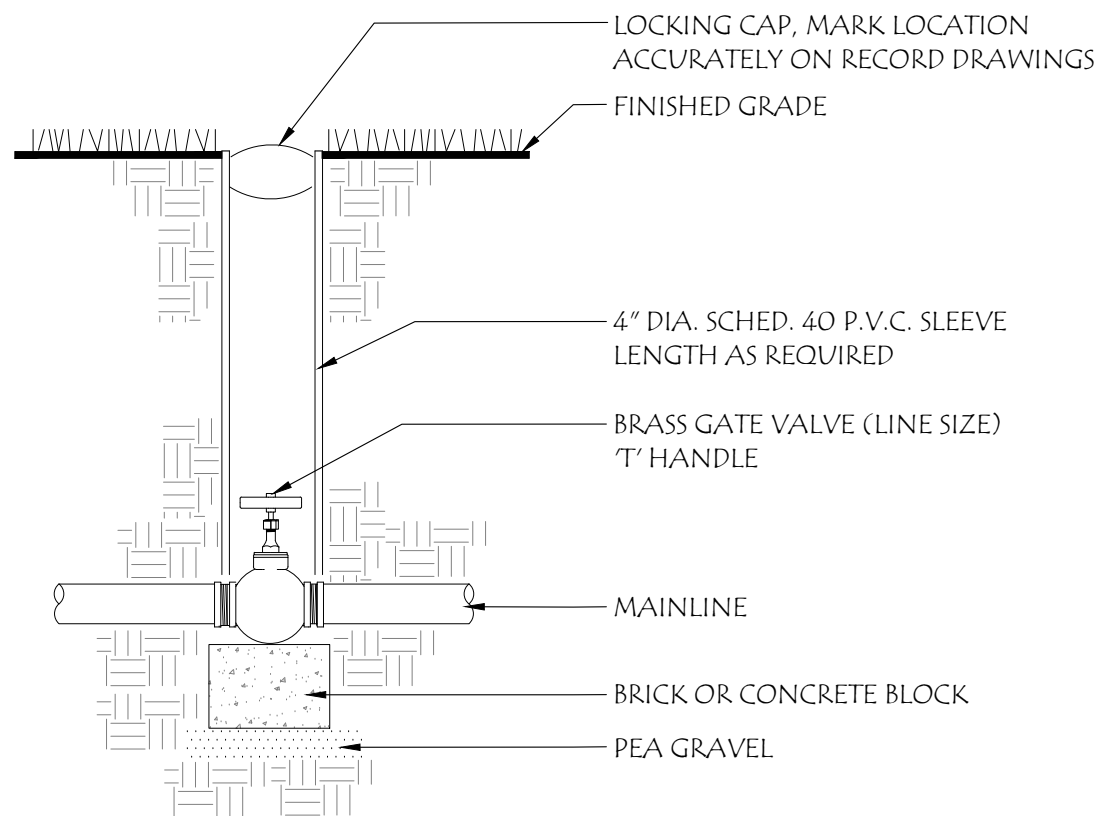 LOCKING CAP, MARK LOCATION
ACCURATELY ON RECORD DRAWINGS
FINISHED GRADE
4" DIA. SCHED. 40 P.V.C. SLEEVE
LENGTH AS REQUIRED
BRASS GATE VALVE (LINE SIZE)
'T' HANDLE
MAINLINE
BRICK OR CONCRETE BLOCK
PEA GRAVEL